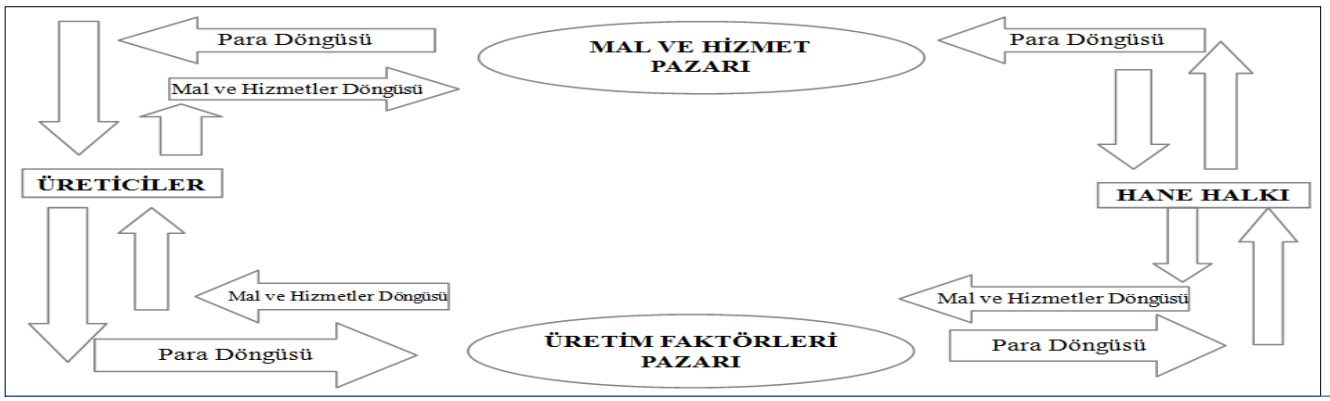 Para Döngüsü
MAL VE HİZMET
PAZARI
Para Döngüsü
Mal ve Hizmetler Döngüsü
ÜRETİCİLER
HANE HALKI
Mal ve Hizmetler Döngüsü
Mal ve Hizmetler Döngüsü
Para Döngüsü
ÜRETİM FAKTÖRLERİ
PAZARI
Para Döngüsü